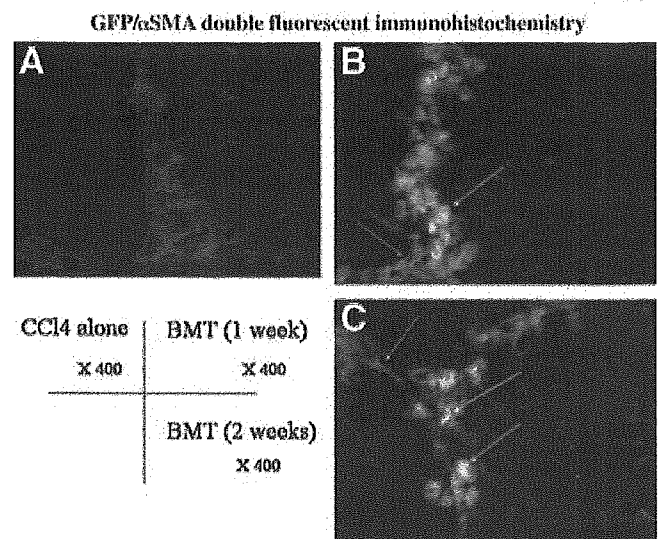 GFP/αSMA double fluorescent immunohistochemistry
A
B
CCl4 alone
X 400
BMT (1 week)
X 400
C
BMT (2 weeks)
X 400